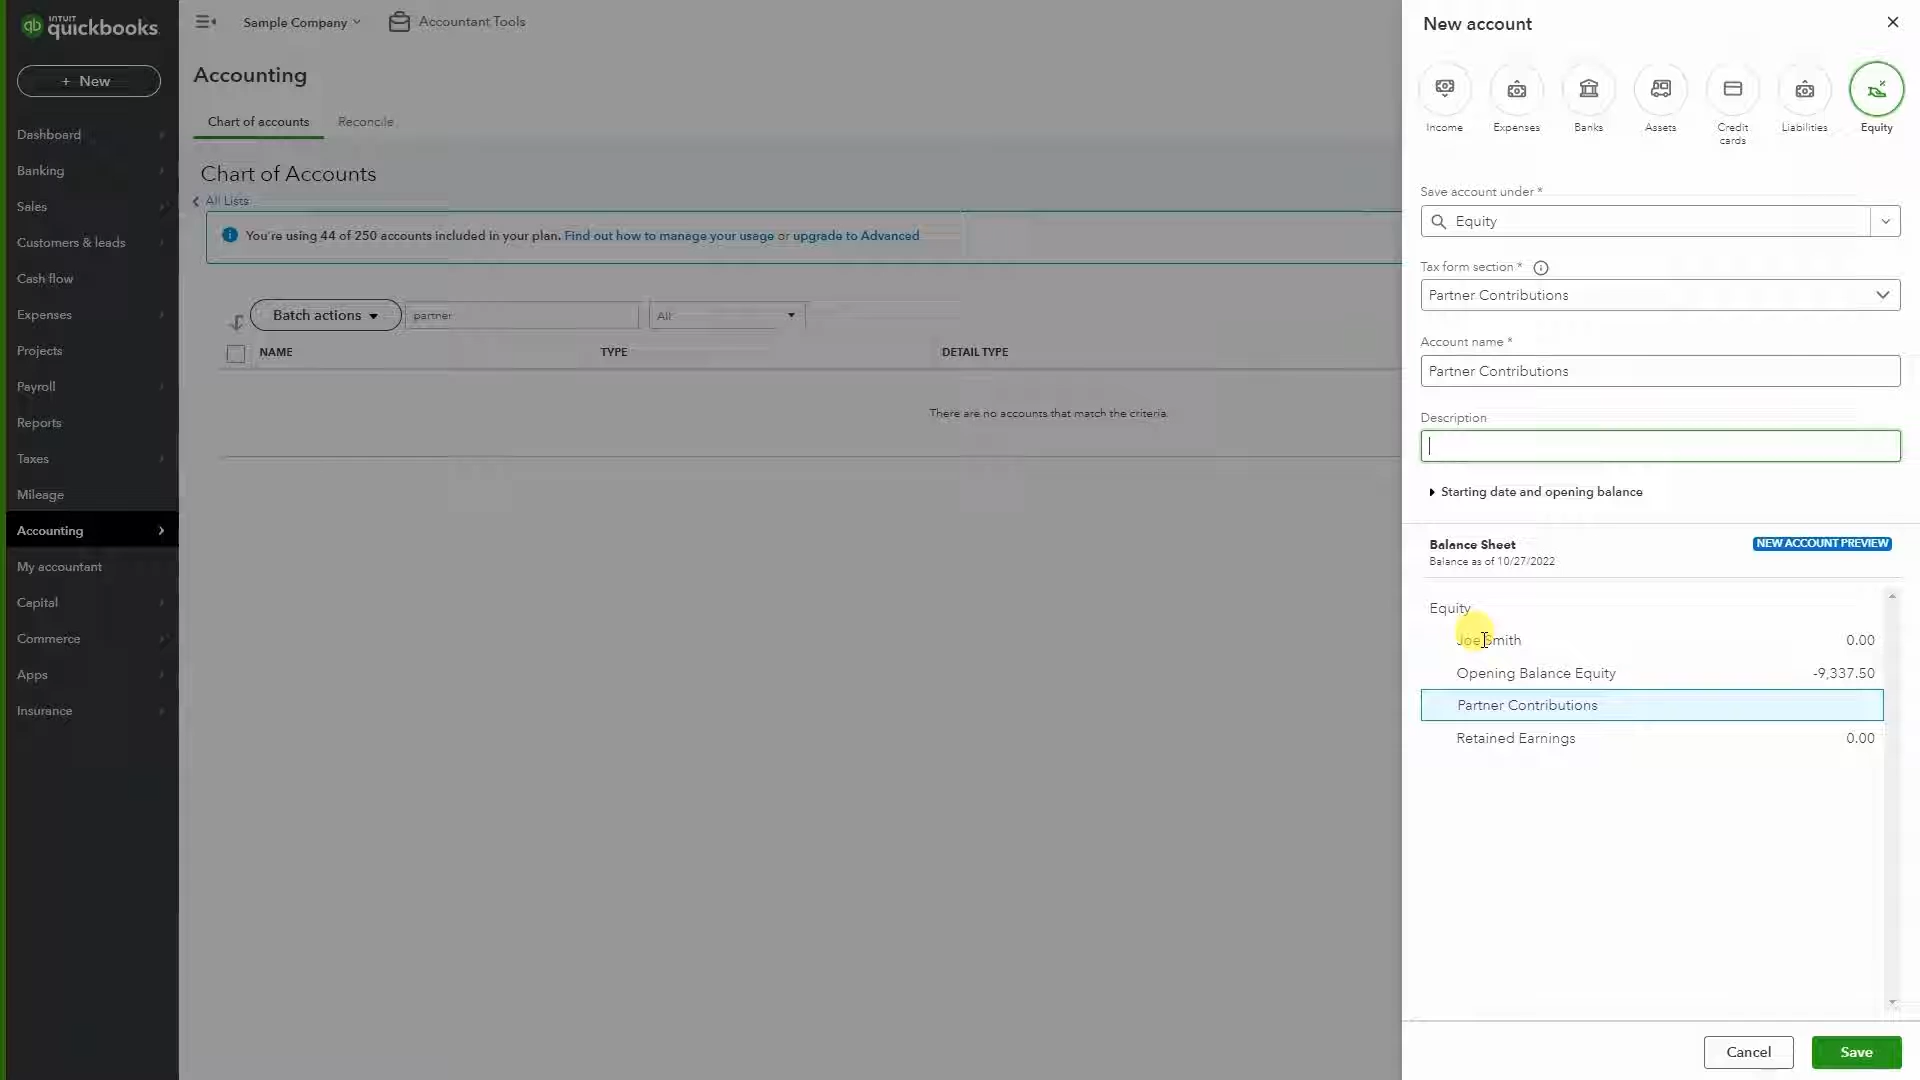 INTUIT
qb quickbooks
Sample Company
Accountant Tools
+ New
Dashboard
Banking
Sales
Customers & leads
Cash flow
Expenses
Projects
Payroll
Reports
Taxes
Mileage
Accounting
My accountant
Capital
Commerce
Apps
Insurance
Accounting
Chart of accounts
Reconcile
Chart of Accounts
All Lists
You're using 44 of 250 accounts included in your plan. Find out how to manage your usage or upgrade to Advanced
Batch actions
partner
All
NAME
TYPE
DETAIL TYPE
There are no accounts that match the criteria.
New account
Income
Expenses
Banks
Assets
Credit
cards
Liabilities
Equity
Save account under *
Equity
Tax form section *
Partner Contributions
Account name *
Partner Contributions
Description
Starting date and opening balance
Balance Sheet
NEW ACCOUNT PREVIEW
Balance as of 10/27/2022
Equity
Joe Smith 0.00
Opening Balance Equity -9,337.50
Partner Contributions
Retained Earnings 0.00
Cancel
Save